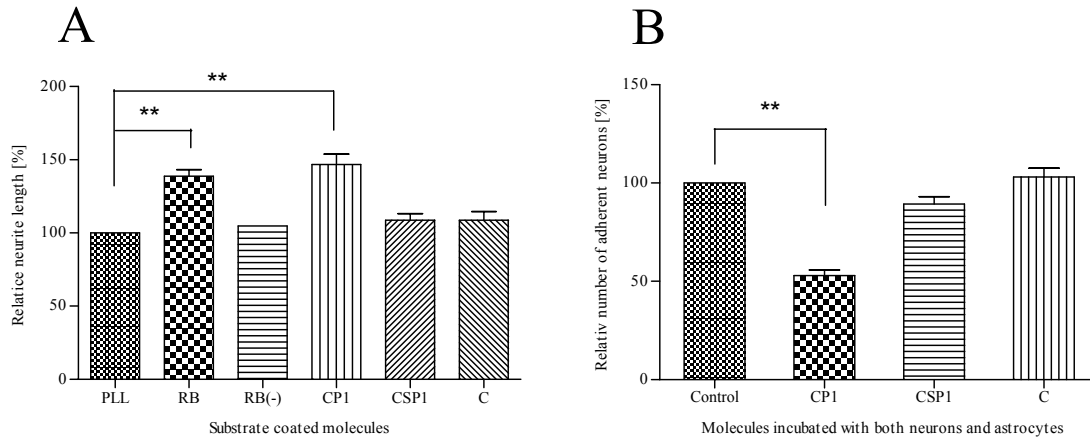 A
Relatice neurite length [%]
200
150
100
50
0
**
**
PLL RB RB(-) CP1 CSP1 C
Substrate coated molecules
B
Relativ number of adherent neurons [%]
150
100
50
0
**
Control CP1 CSP1 C
Molecules incubated with both neurons and astrocytes